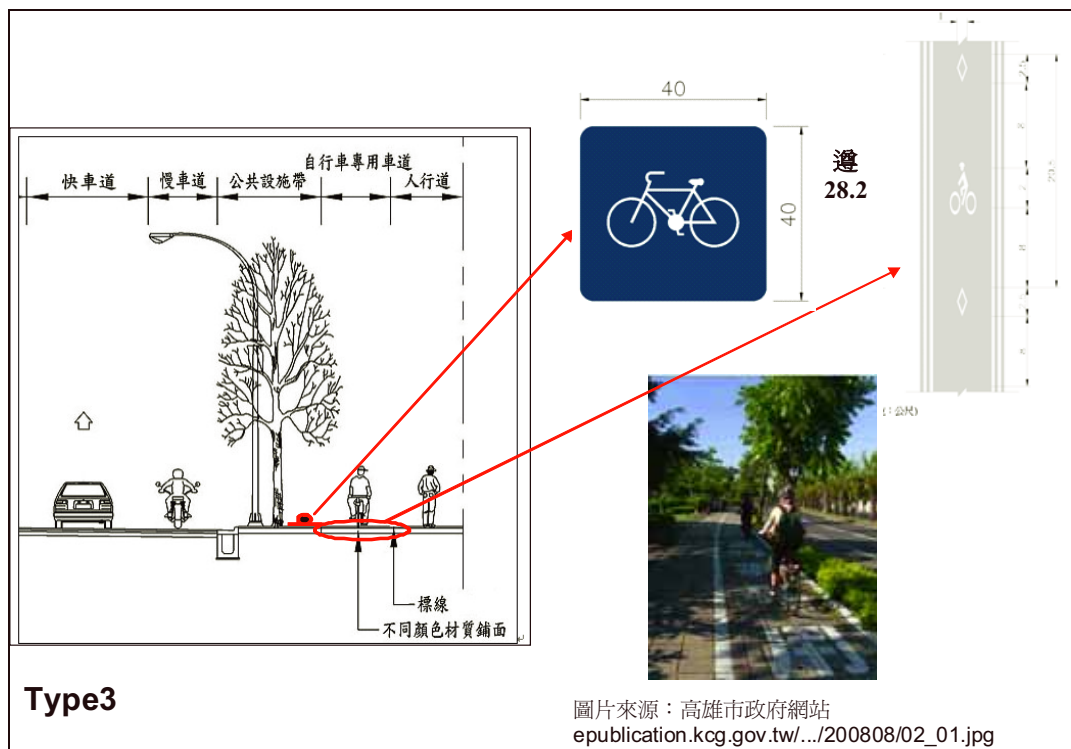 自行車專用車道
快車道 慢車道 公共設施帶 人行道
標線
不同顏色材質鋪面
Type3
40
40
遵
28.2
圖片來源：高雄市政府網站
epublication.kcg.gov.tw/.../200808/02_01.jpg